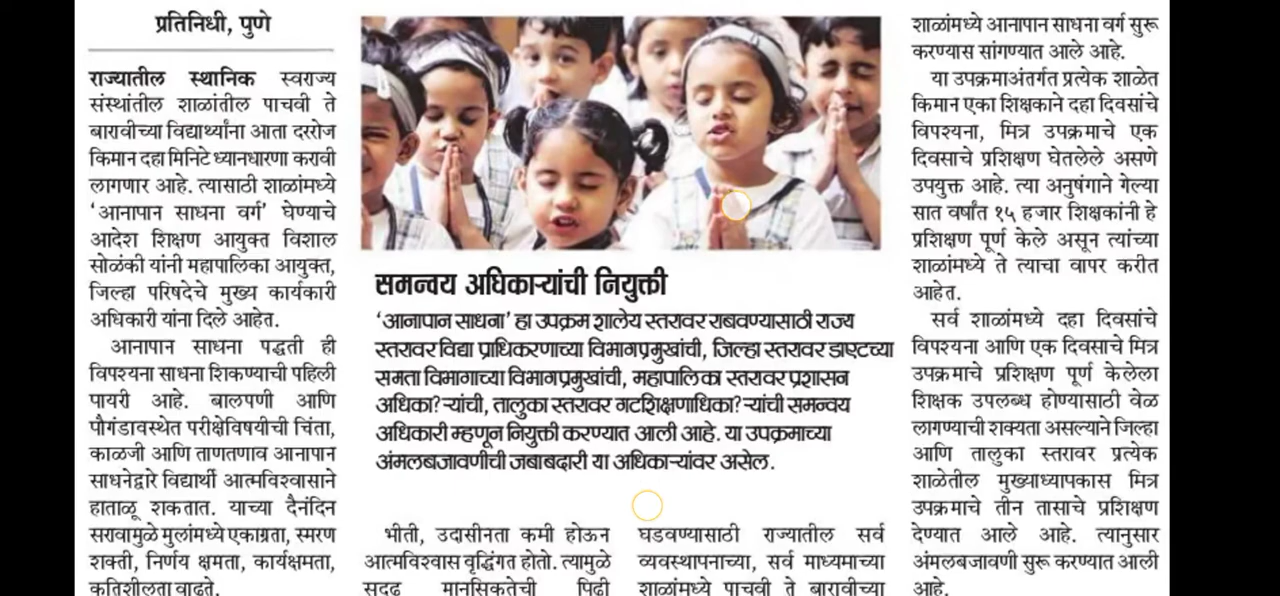 प्रतिनिधी, पुणे
राज्यातील स्थानिक स्वराज्य
संस्थांतील शाळांतील पाचवी ते
बारावीच्या विद्यार्थ्यांना आता दररोज
किमान दहा मिनिटे ध्यानधारणा करावी
लागणार आहे. त्यासाठी शाळांमध्ये
‘आनापान साधना वर्ग’ घेण्याचे
आदेश शिक्षण आयुक्त विशाल
सोळंकी यांनी महापालिका आयुक्त,
जिल्हा परिषदेचे मुख्य कार्यकारी
अधिकारी यांना दिले आहेत.
आनापान साधना पद्धती ही
विपश्यना साधना शिकण्याची पहिली
पायरी आहे. बालपणी आणि
पौगंडावस्थेत परीक्षेविषयीची चिंता,
काळजी आणि ताणतणाव आनापान
साधनेद्वारे विद्यार्थी आत्मविश्वासाने
हाताळू शकतात. याच्या दैनंदिन
सरावामुळे मुलांमध्ये एकाग्रता, स्मरण
शक्ती, निर्णय क्षमता, कार्यक्षमता,
कृतिशीलता वाढते.
समन्वय अधिकाऱ्यांची नियुक्ती
‘आनापान साधना’ हा उपक्रम शालेय स्तरावर राबवण्यासाठी राज्य
स्तरावर विद्या प्राधिकरणाच्या विभागप्रमुखांची, जिल्हा स्तरावर डाएटच्या
समता विभागाच्या विभागप्रमुखांची, महापालिका स्तरावर प्रशासन
अधिका?ऱ्यांची, तालुका स्तरावर गटशिक्षणाधिका?ऱ्यांची समन्वय
अधिकारी म्हणून नियुक्ती करण्यात आली आहे. या उपक्रमाच्या
अंमलबजावणीची जबाबदारी या अधिकाऱ्यांवर असेल.
भीती, उदासीनता कमी होऊन
आत्मविश्वास वृद्धिंगत होतो. त्यामुळे
सदृढ मानसिकतेची पिढी
घडवण्यासाठी राज्यातील सर्व
व्यवस्थापनाच्या, सर्व माध्यमाच्या
शाळांमध्ये पाचवी ते बारावीच्या
शाळांमध्ये आनापान साधना वर्ग सुरू
करण्यास सांगण्यात आले आहे.
या उपक्रमाअंतर्गत प्रत्येक शाळेत
किमान एका शिक्षकाने दहा दिवसांचे
विपश्यना, मित्र उपक्रमाचे एक
दिवसाचे प्रशिक्षण घेतलेले असणे
उपयुक्त आहे. त्या अनुषंगाने गेल्या
सात वर्षांत १५ हजार शिक्षकांनी हे
प्रशिक्षण पूर्ण केले असून त्यांच्या
शाळांमध्ये ते त्याचा वापर करीत
आहेत.
सर्व शाळांमध्ये दहा दिवसांचे
विपश्यना आणि एक दिवसाचे मित्र
उपक्रमाचे प्रशिक्षण पूर्ण केलेला
शिक्षक उपलब्ध होण्यासाठी वेळ
लागण्याची शक्यता असल्याने जिल्हा
आणि तालुका स्तरावर प्रत्येक
शाळेतील मुख्याध्यापकास मित्र
उपक्रमाचे तीन तासाचे प्रशिक्षण
देण्यात आले आहे. त्यानुसार
अंमलबजावणी सुरू करण्यात आली
आहे.